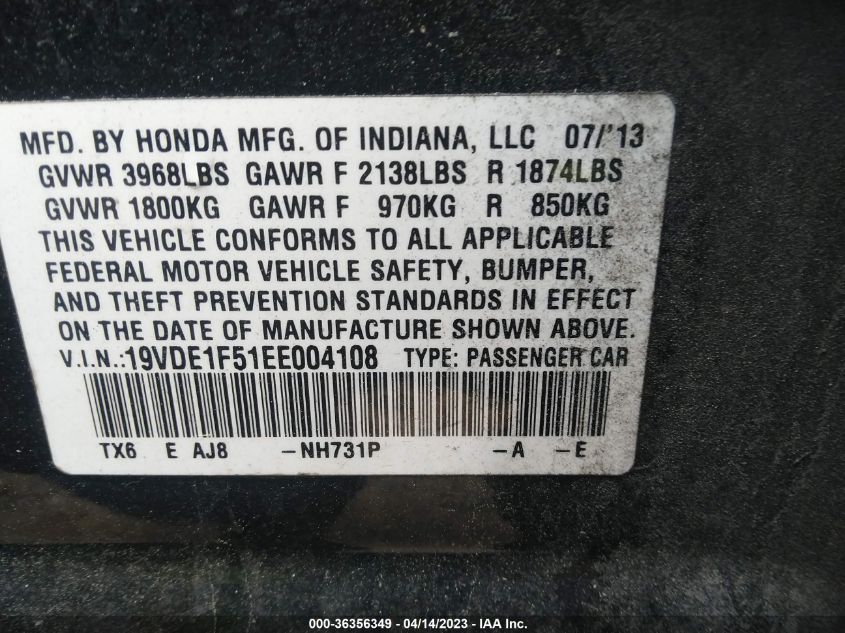 MFD. BY HONDA MFG. OF INDIANA, LLC 07/'13
GVWR 3968LBS GAWR F 2138LBS R 1874LBS
GVWR 1800KG GAWR F 970KG R 850KG
THIS VEHICLE CONFORMS TO ALL APPLICABLE
FEDERAL MOTOR VEHICLE SAFETY, BUMPER,
AND THEFT PREVENTION STANDARDS IN EFFECT
ON THE DATE OF MANUFACTURE SHOWN ABOVE.
V.I.N.:19VDE1F51EE004108 TYPE: PASSENGER CAR
TX6 E AJ8 -NH731P -A -E
000-36356349 - 04/14/2023 - IAA Inc.